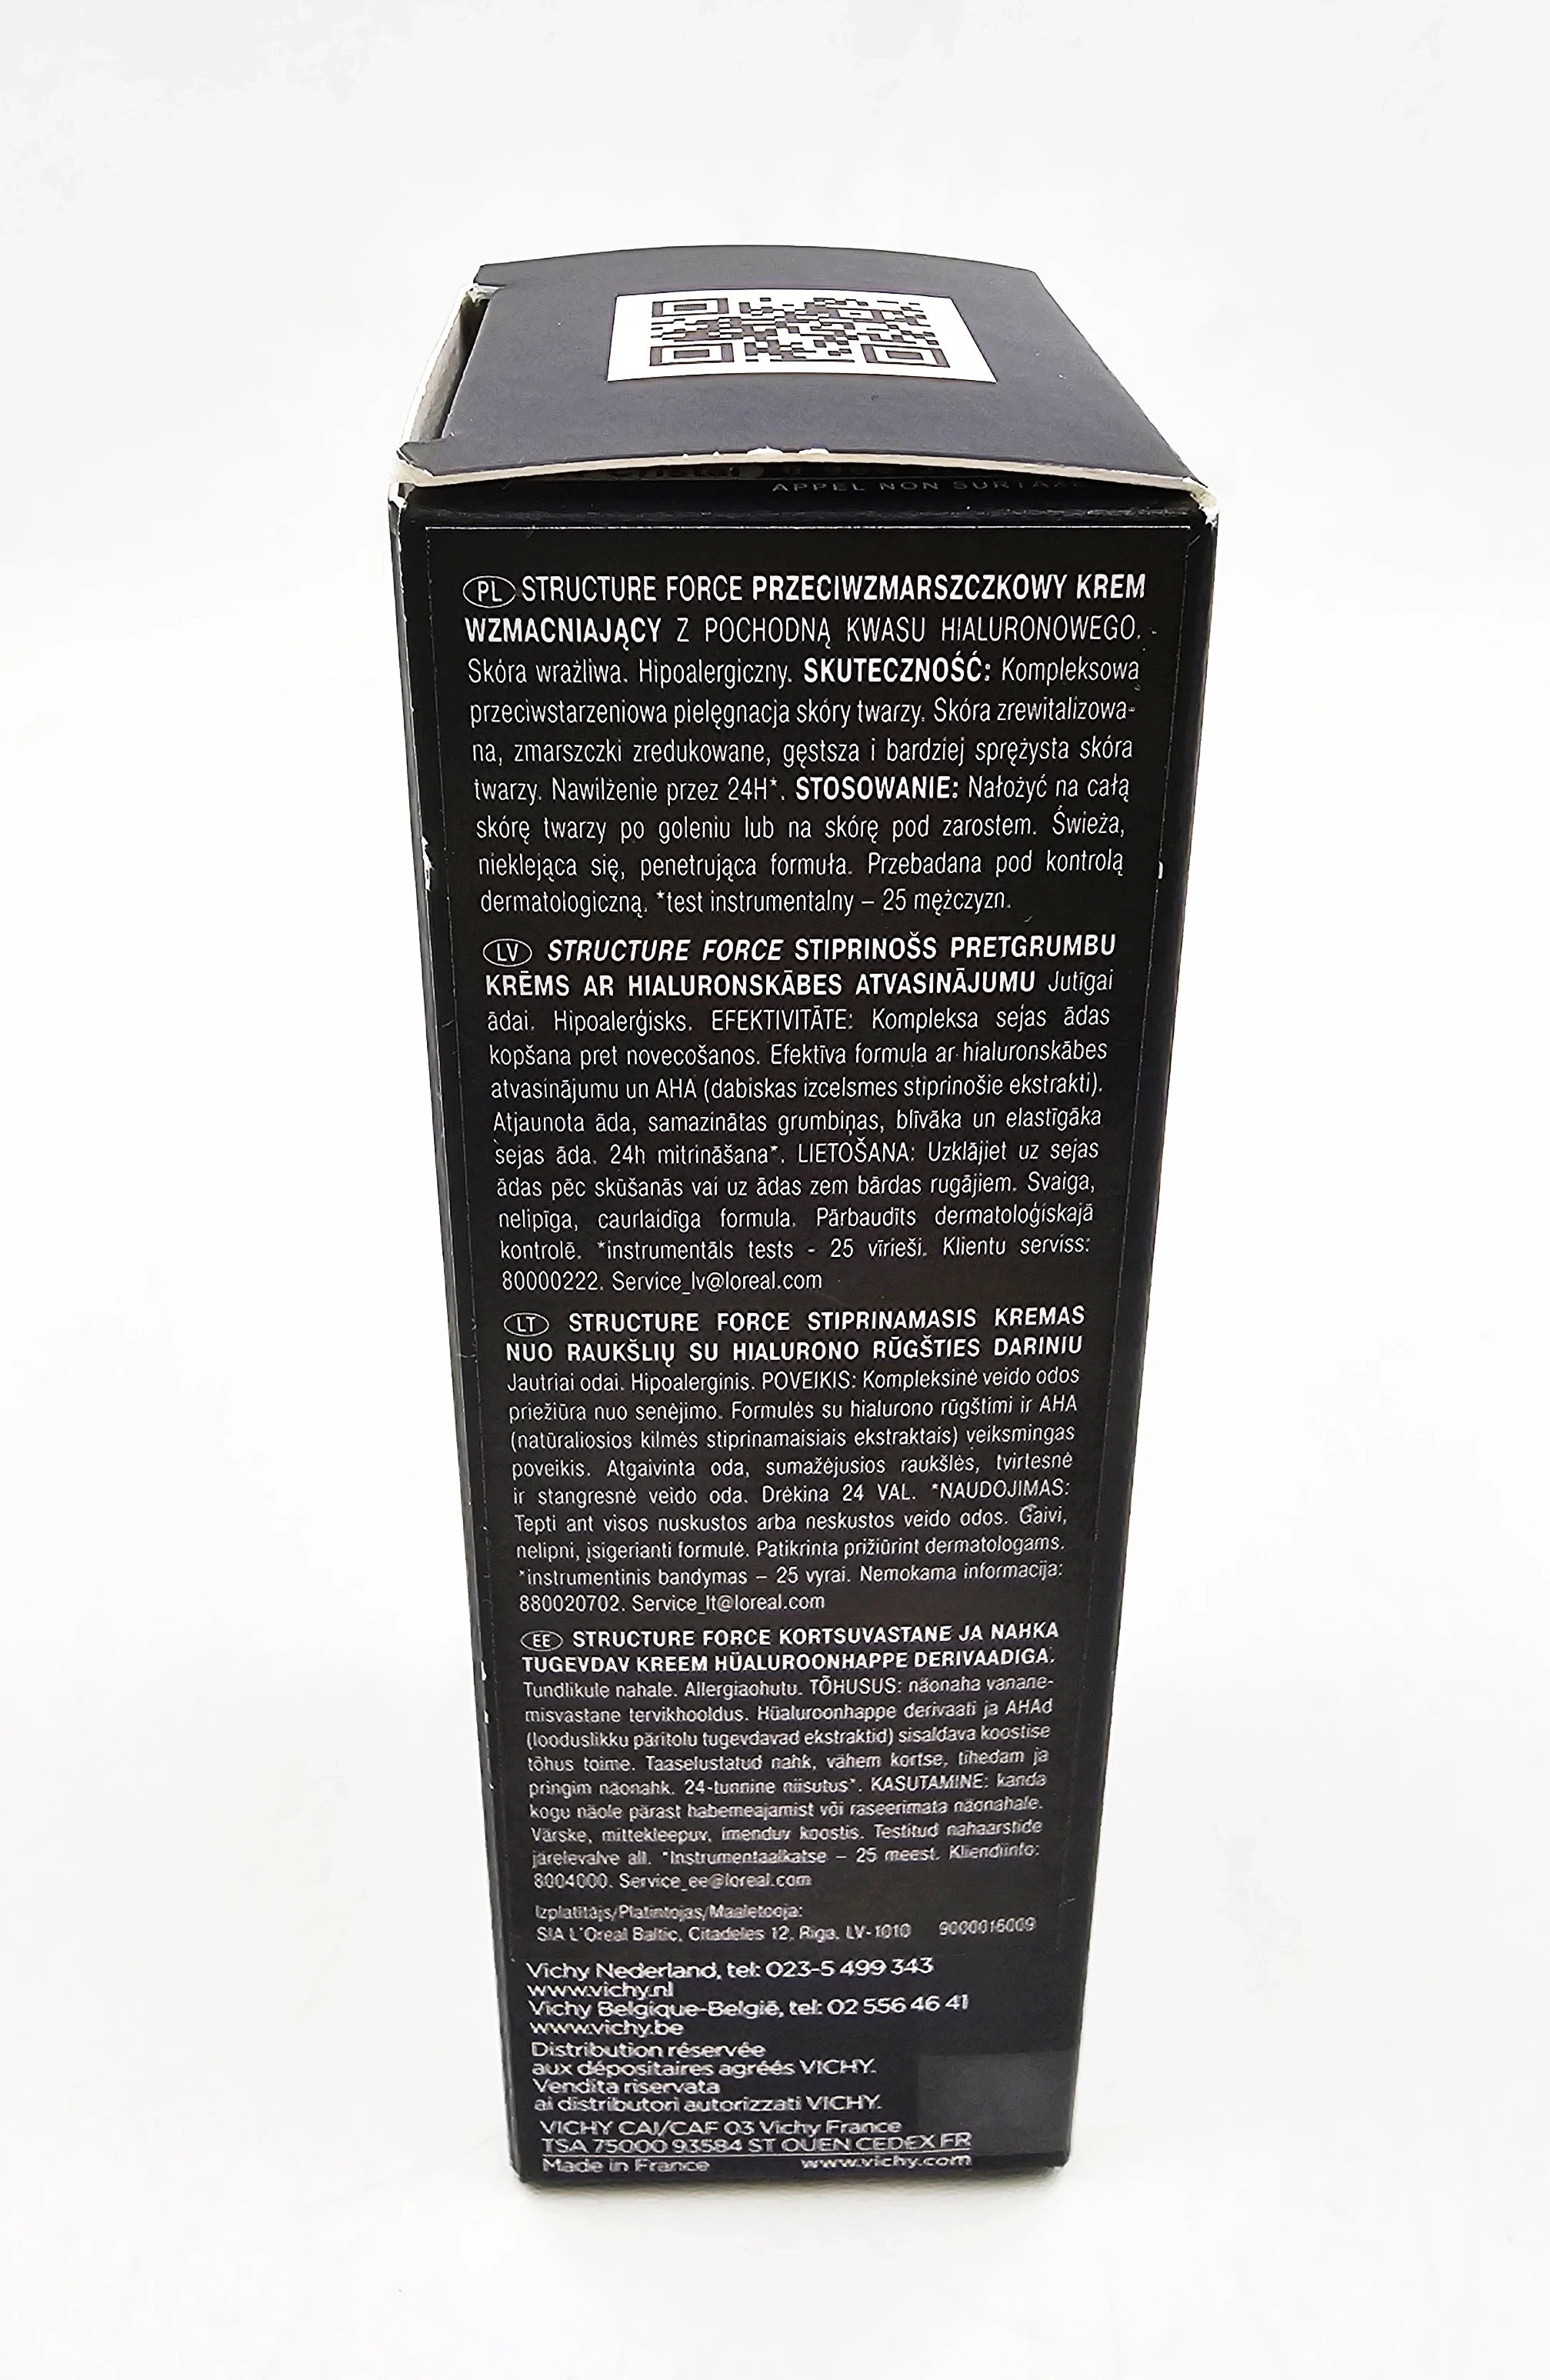 APPEL NON SURTAX
PL STRUCTURE FORCE PRZECIWZMARSZCZKOWY KREM
WZMACNIAJĄCY Z POCHODNĄ KWASU HIALURONOWEGO.
Skóra wrażliwa. Hipoalergiczny. SKUTECZNOŚĆ: Kompleksowa
przeciwstarzeniowa pielęgnacja skóry twarzy. Skóra zrewitalizowa-
na, zmarszczki zredukowane, gęstsza i bardziej sprężysta skóra
twarzy. Nawilżenie przez 24H*. STOSOWANIE: Nałożyć na całą
skórę twarzy po goleniu lub na skórę pod zarostem. Świeża,
nieklejąca się, penetrująca formuła. Przebadana pod kontrolą
dermatologiczną. *test instrumentalny – 25 mężczyzn.
LV STRUCTURE FORCE STIPRINOŠS PRETGRUMBU
KRĒMS AR HIALURONSKĀBES ATVASINĀJUMU Jutīgai
ādai. Hipoalerģisks. EFEKTIVITĀTE: Kompleksa sejas ādas
kopšana pret novecošanos. Efektīva formula ar hialuronskābes
atvasinājumu un AHA (dabiskas izcelsmes stiprinošie ekstrakti).
Atjaunota āda, samazinātas grumbiņas, blīvāka un elastīgāka
sejas āda. 24h mitrināšana*. LIETOŠANA: Uzklājiet uz sejas
ādas pēc skūšanās vai uz ādas zem bārdas rugājiem. Svaiga,
nelipīga, caurlaidīga formula. Pārbaudīts dermatoloģiskajā
kontrolē. *instrumentāls tests - 25 vīrieši. Klientu serviss:
80000222. Service_lv@loreal.com
LT STRUCTURE FORCE STIPRINAMASIS KREMAS
NUO RAUKŠLIŲ SU HIALURONO RŪGŠTIES DARINIU
Jautriai odai. Hipoalerginis. POVEIKIS: Kompleksinė veido odos
priežiūra nuo senėjimo. Formulės su hialurono rūgštimi ir AHA
(natūraliosios kilmės stiprinamaisiais ekstraktais) veiksmingas
poveikis. Atgaivinta oda, sumažėjusios raukšlės, tvirtesnė
ir stangresnė veido oda. Drėkina 24 VAL. *NAUDOJIMAS:
Tepti ant visos nuskustos arba neskustos veido odos. Gaivi,
nelipni, įsigerianti formulė. Patikrinta prižiūrint dermatologams.
*instrumentinis bandymas – 25 vyrai. Nemokama informacija:
880020702. Service_lt@loreal.com
EE STRUCTURE FORCE KORTSUVASTANE JA NAHKA
TUGEVDAV KREEM HÜALUROONHAPPE DERIVAADIGA.
Tundlikule nahale. Allergiaohutu. TÕHUSUS: näonaha vanane-
misvastane tervikhooldus. Hüaluroonhappe derivaati ja AHAd
(looduslikku päritolu tugevdavad ekstraktid) sisaldava koostise
tõhus toime. Taaselustatud nahk, vähem kortse, tihedam ja
pringim näonahk. 24-tunnine niisutus*. KASUTAMINE: kanda
kogu näole pärast habemeajamist või raseerimata näonahale.
Värske, mittekleepuv, imenduv koostis. Testitud nahaarstide
järelevalve all. *Instrumentaalkatse – 25 meest. Kliendiinfo:
8004000. Service_ee@loreal.com
Izplatītājs/Platintojas/Maaletooja:
SIA L'Oreal Baltic, Citadeles 12, Riga, LV-1010 9000016009
Vichy Nederland, tel: 023-5 499 343
www.vichy.nl
Vichy Belgique-België, tel: 02 556 46 41
www.vichy.be
Distribution réservée
aux dépositaires agréés VICHY.
Vendita riservata
ai distributori autorizzati VICHY.
VICHY CAI/CAF 03 Vichy France
TSA 75000 93584 ST OUEN CEDEX FR
Made in France www.vichy.com